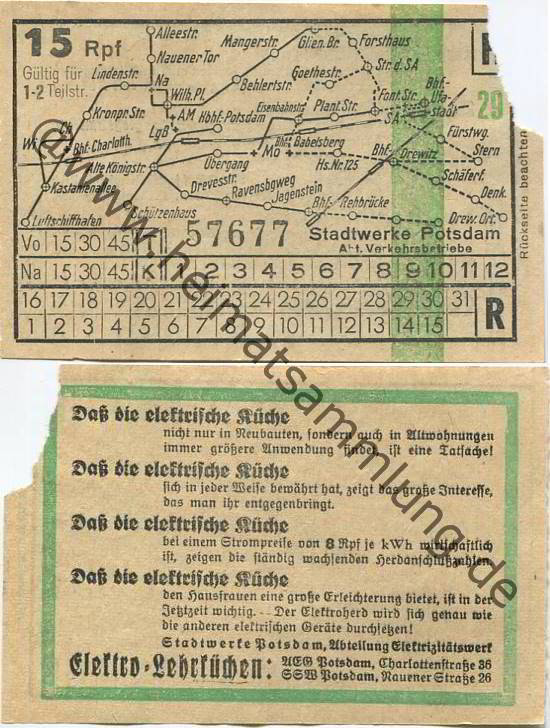 15 Rpf
Gültig für
1-2 Teilstr.
Alleestr.
Nauener Tor
Lindenstr.
Na
Wilh. Pl.
AM
Kronpr. Str.
Ch
Wi
Bhf. Charlotth.
LgB
Hbhf. Potsdam
Alte Königstr.
Kastanienallee
Luftschiffhafen
Schützenhaus
Mangerstr.
Glien. Br.
Forsthaus
Str. d. SA
Behlertstr.
Goethestr.
Font. Str.
Bhf.
Ufa-
stadt
Eisenbahnstr.
Plant. Str.
SA
29
Fürstwg.
Übergang
Mo
Bhf. Babelsberg
Hs. Nr. 125
Bhf. Drewitz
Stern
Schäferf.
Denk.
Drew. Ort.
Drevesstr.
Ravensbgweg
Jagenstein
Bhf. Rehbrücke
57677
Stadtwerke Potsdam
Abt. Verkehrsbetriebe
Rückseite beachten
Vo 15 30 45
Na 15 30 45 K 1 2 3 4 5 6 7 8 9 10 11 12
16 17 18 19 20 21 22 23 24 25 26 27 28 29 30 31 R
1 2 3 4 5 6 7 8 9 10 11 12 13 14 15
@www.heimatsammlung.de
Daß die elektrische Küche
nicht nur in Neubauten, sondern auch in Altwohnungen
immer größere Anwendung findet, ist eine Tatsache!
Daß die elektrische Küche
sich in jeder Weise bewährt hat, zeigt das große Interesse,
das man ihr entgegenbringt.
Daß die elektrische Küche
bei einem Strompreise von 8 Rpf je kWh wirtschaftlich
ist, zeigen die ständig wachsenden Herdanschlußzahlen.
Daß die elektrische Küche
den Hausfrauen eine große Erleichterung bietet, ist in der
Jetztzeit wichtig. — Der Elektroherd wird sich genau wie
die anderen elektrischen Geräte durchsetzen!
Stadtwerke Potsdam, Abteilung Elektrizitätswerk
Elektro-Lehrküchen: AEG Potsdam, Charlottenstraße 36
SSW Potsdam, Nauener Straße 26